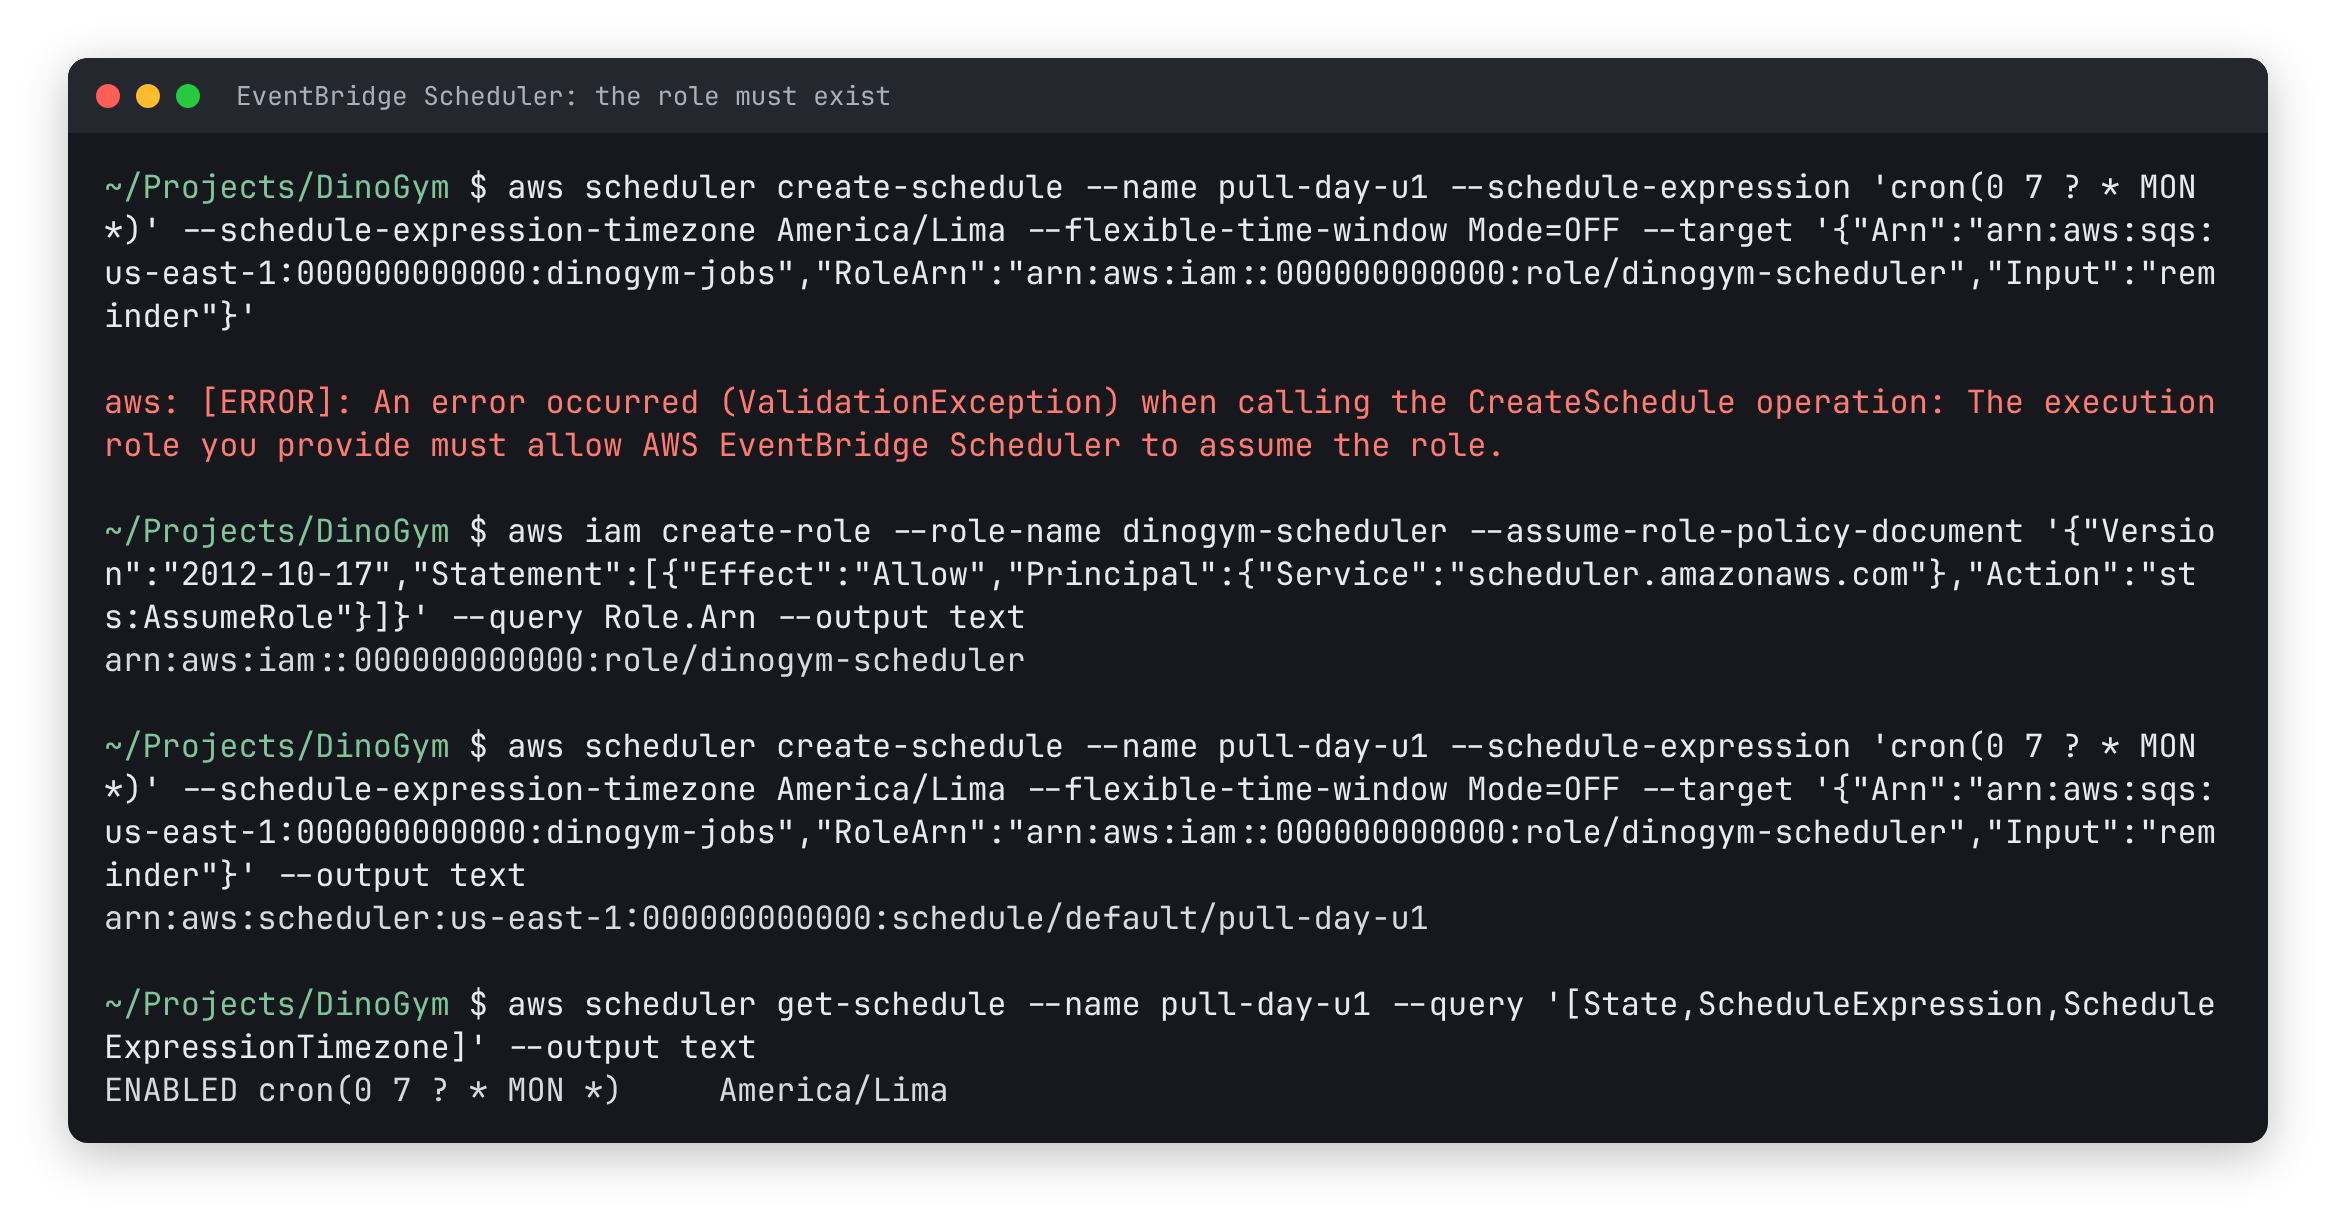 EventBridge Scheduler: the role must exist
~/Projects/DinoGym $ aws scheduler create-schedule --name pull-day-u1 --schedule-expression 'cron(0 7 ? * MON
*)' --schedule-expression-timezone America/Lima --flexible-time-window Mode=OFF --target '{"Arn":"arn:aws:sqs:
us-east-1:000000000000:dinogym-jobs","RoleArn":"arn:aws:iam::000000000000:role/dinogym-scheduler","Input":"rem
inder"}'
aws: [ERROR]: An error occurred (ValidationException) when calling the CreateSchedule operation: The execution
role you provide must allow AWS EventBridge Scheduler to assume the role.
~/Projects/DinoGym $ aws iam create-role --role-name dinogym-scheduler --assume-role-policy-document '{"Versio
n":"2012-10-17","Statement":[{"Effect":"Allow","Principal":{"Service":"scheduler.amazonaws.com"},"Action":"st
s:AssumeRole"}]}' --query Role.Arn --output text
arn:aws:iam::000000000000:role/dinogym-scheduler
~/Projects/DinoGym $ aws scheduler create-schedule --name pull-day-u1 --schedule-expression 'cron(0 7 ? * MON
*)' --schedule-expression-timezone America/Lima --flexible-time-window Mode=OFF --target '{"Arn":"arn:aws:sqs:
us-east-1:000000000000:dinogym-jobs","RoleArn":"arn:aws:iam::000000000000:role/dinogym-scheduler","Input":"rem
inder"}' --output text
arn:aws:scheduler:us-east-1:000000000000:schedule/default/pull-day-u1
~/Projects/DinoGym $ aws scheduler get-schedule --name pull-day-u1 --query '[State,ScheduleExpression,Schedule
ExpressionTimezone]' --output text
ENABLED cron(0 7 ? * MON *)     America/Lima